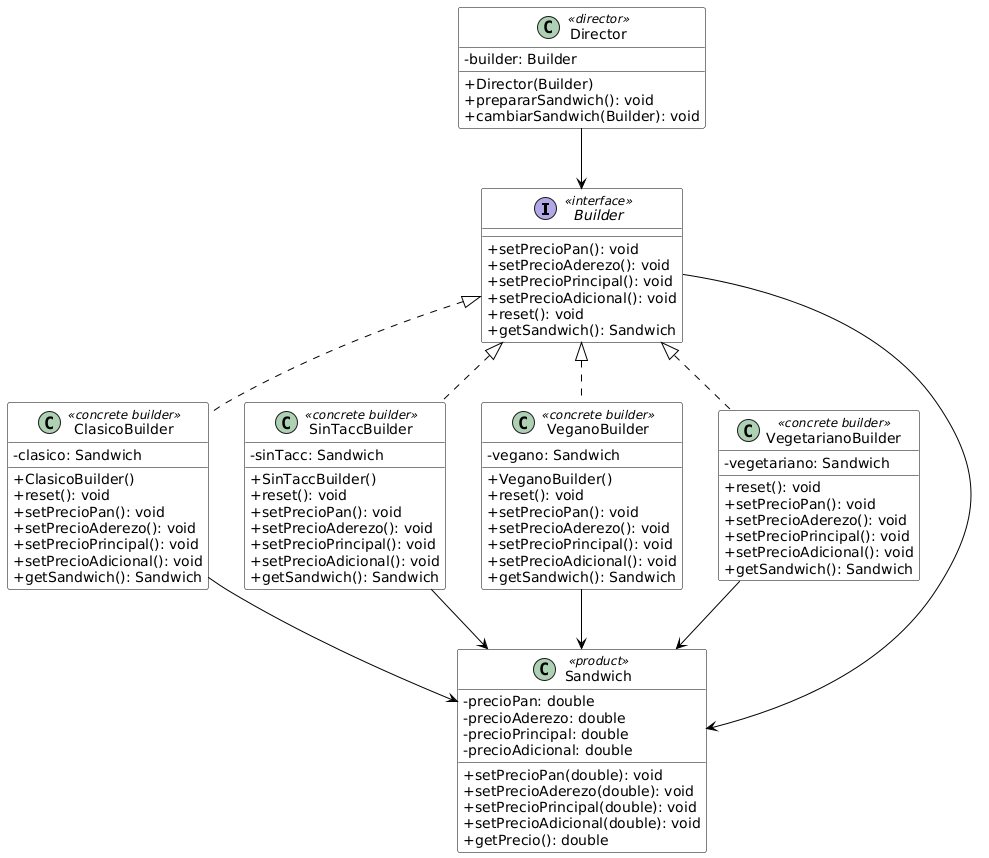 C
«director»
Director
-builder: Builder
+Director(Builder)
+prepararSandwich(): void
+cambiarSandwich(Builder): void
I
«interface»
Builder
+setPrecioPan(): void
+setPrecioAderezo(): void
+setPrecioPrincipal(): void
+setPrecioAdicional(): void
+reset(): void
+getSandwich(): Sandwich
C
«concrete builder»
ClasicoBuilder
-clasico: Sandwich
+ClasicoBuilder()
+reset(): void
+setPrecioPan(): void
+setPrecioAderezo(): void
+setPrecioPrincipal(): void
+setPrecioAdicional(): void
+getSandwich(): Sandwich
C
«concrete builder»
SinTaccBuilder
-sinTacc: Sandwich
+SinTaccBuilder()
+reset(): void
+setPrecioPan(): void
+setPrecioAderezo(): void
+setPrecioPrincipal(): void
+setPrecioAdicional(): void
+getSandwich(): Sandwich
C
«concrete builder»
VeganoBuilder
-vegano: Sandwich
+VeganoBuilder()
+reset(): void
+setPrecioPan(): void
+setPrecioAderezo(): void
+setPrecioPrincipal(): void
+setPrecioAdicional(): void
+getSandwich(): Sandwich
C
«concrete builder»
VegetarianoBuilder
-vegetariano: Sandwich
+reset(): void
+setPrecioPan(): void
+setPrecioAderezo(): void
+setPrecioPrincipal(): void
+setPrecioAdicional(): void
+getSandwich(): Sandwich
C
«product»
Sandwich
-precioPan: double
-precioAderezo: double
-precioPrincipal: double
-precioAdicional: double
+setPrecioPan(double): void
+setPrecioAderezo(double): void
+setPrecioPrincipal(double): void
+setPrecioAdicional(double): void
+getPrecio(): double